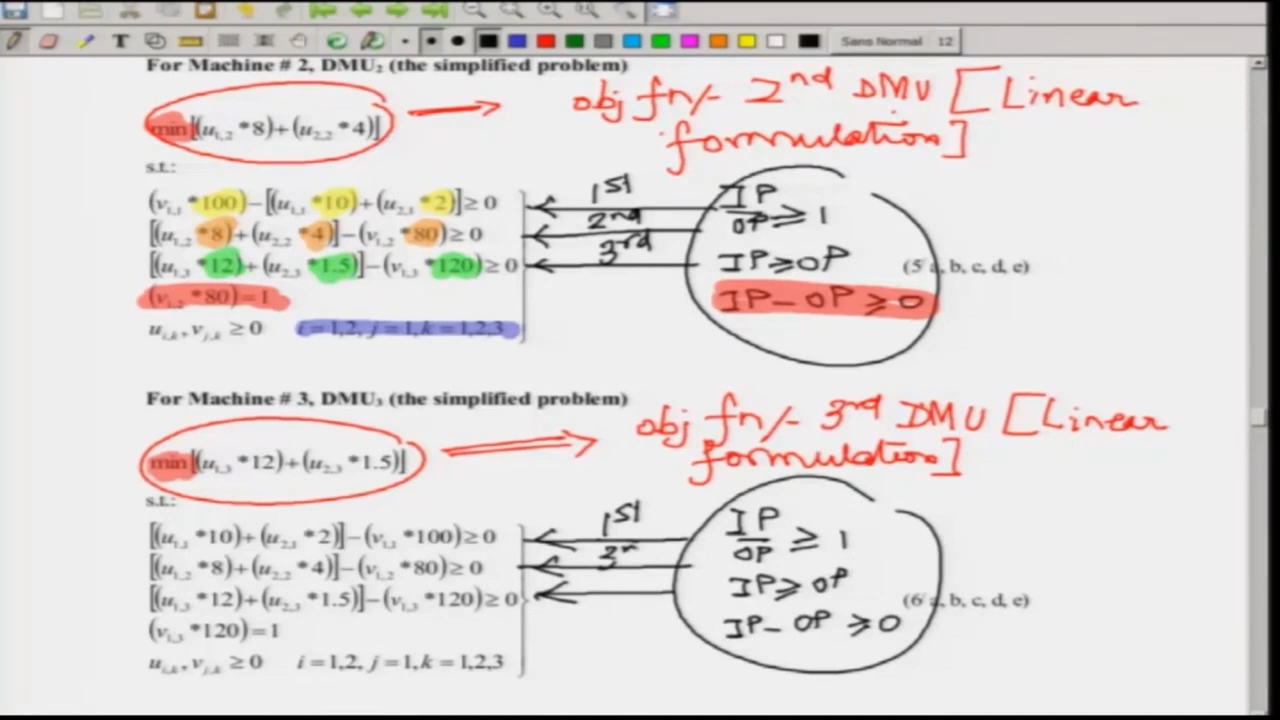 Sans Normal 12
For Machine # 2, DMU₂ (the simplified problem)
obj fn/- 2nd DMU [Linear
formulation]
min[(u₁,₂ *8)+(u₂,₂ *4)]
s.t.:
(v₁,₁ *100)−[(u₁,₁ *10)+(u₂,₁ *2)]≥0
[(u₁,₂ *8)+(u₂,₂ *4)]−(v₁,₂ *80)≥0
[(u₁,₃ *12)+(u₂,₃ *1.5)]−(v₁,₃ *120)≥0
(v₁,₂ *80)=1
uᵢ,ₖ, vⱼ,ₖ ≥0 i=1,2, j=1, k=1,2,3
1st
2nd
3rd
IP/OP ≥ 1
IP≥OP
IP-OP≥0
(5 a, b, c, d, e)
For Machine # 3, DMU₃ (the simplified problem)
obj fn/- 3rd DMU [Linear
formulation]
min[(u₁,₃ *12)+(u₂,₃ *1.5)]
s.t.:
[(u₁,₁ *10)+(u₂,₁ *2)]−(v₁,₁ *100)≥0
[(u₁,₂ *8)+(u₂,₂ *4)]−(v₁,₂ *80)≥0
[(u₁,₃ *12)+(u₂,₃ *1.5)]−(v₁,₃ *120)≥0
(v₁,₃ *120)=1
uᵢ,ₖ, vⱼ,ₖ ≥0 i=1,2, j=1, k=1,2,3
1st
3r
IP/OP ≥ 1
IP≥OP
IP-OP≥0
(6 a, b, c, d, e)